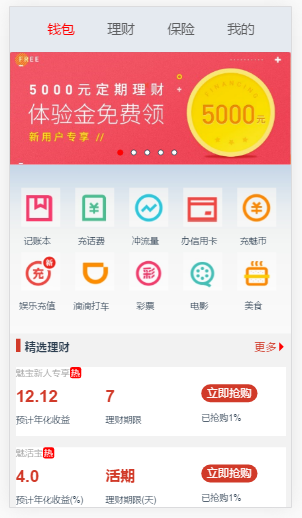 钱包 理财 保险 我的
FREE
5000元定期理财
体验金免费领
新用户专享 //
5000元
记账本 充话费 冲流量 办信用卡 充魅币
充 新 彩
娱乐充值 滴滴打车 彩票 电影 美食
精选理财 更多
魅宝新人专享 热
12.12 7 立即抢购
预计年化收益 理财期限 已抢购1%
魅活宝 热
4.0 活期 立即抢购
预计年化收益(%) 理财期限(天) 已抢购1%